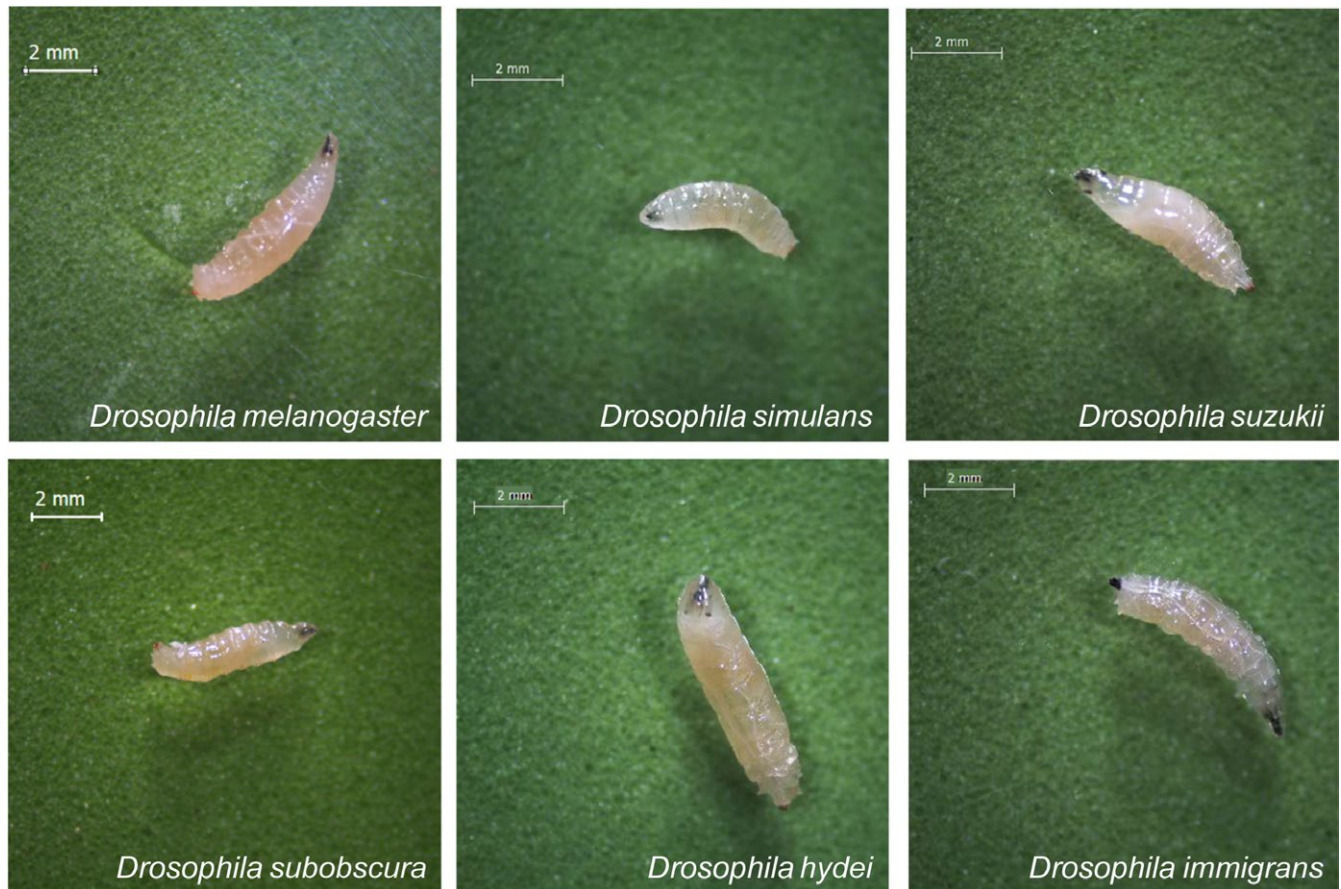 2 mm
2 mm
2 mm
Drosophila melanogaster
Drosophila simulans
Drosophila suzukii
2 mm
2 mm
2 mm
Drosophila subobscura
Drosophila hydei
Drosophila immigrans